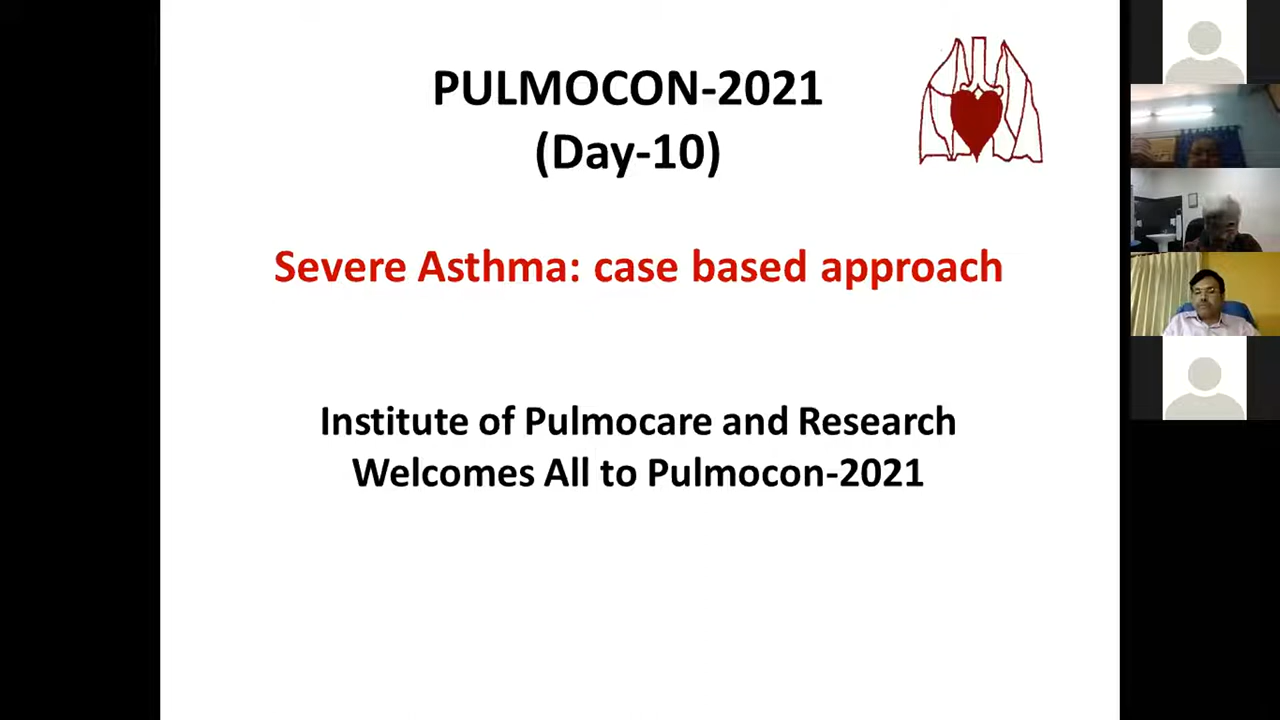 PULMOCON-2021
(Day-10)
Severe Asthma: case based approach
Institute of Pulmocare and Research
Welcomes All to Pulmocon-2021